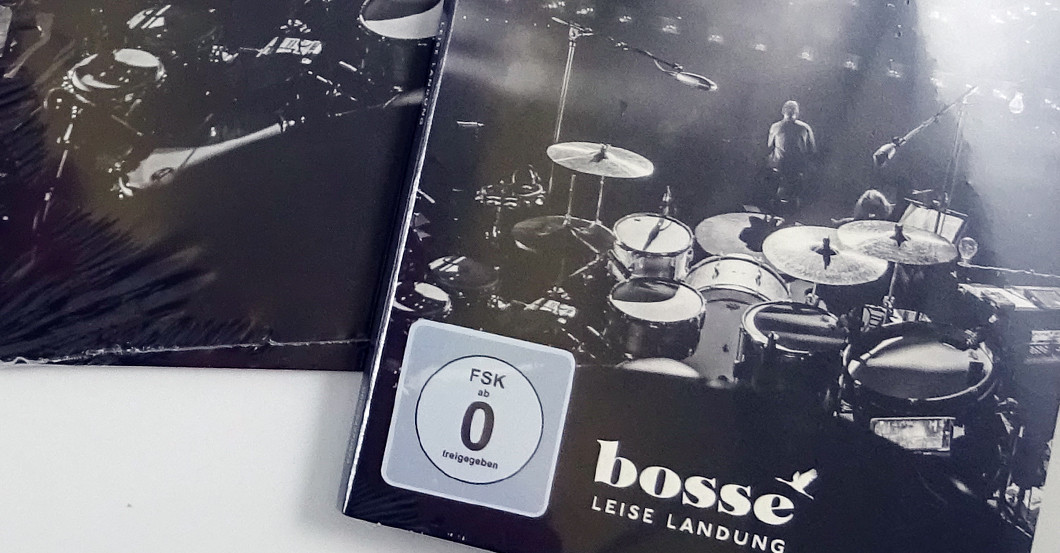 FSK
ab
0
freigegeben
bosse
LEISE LANDUNG